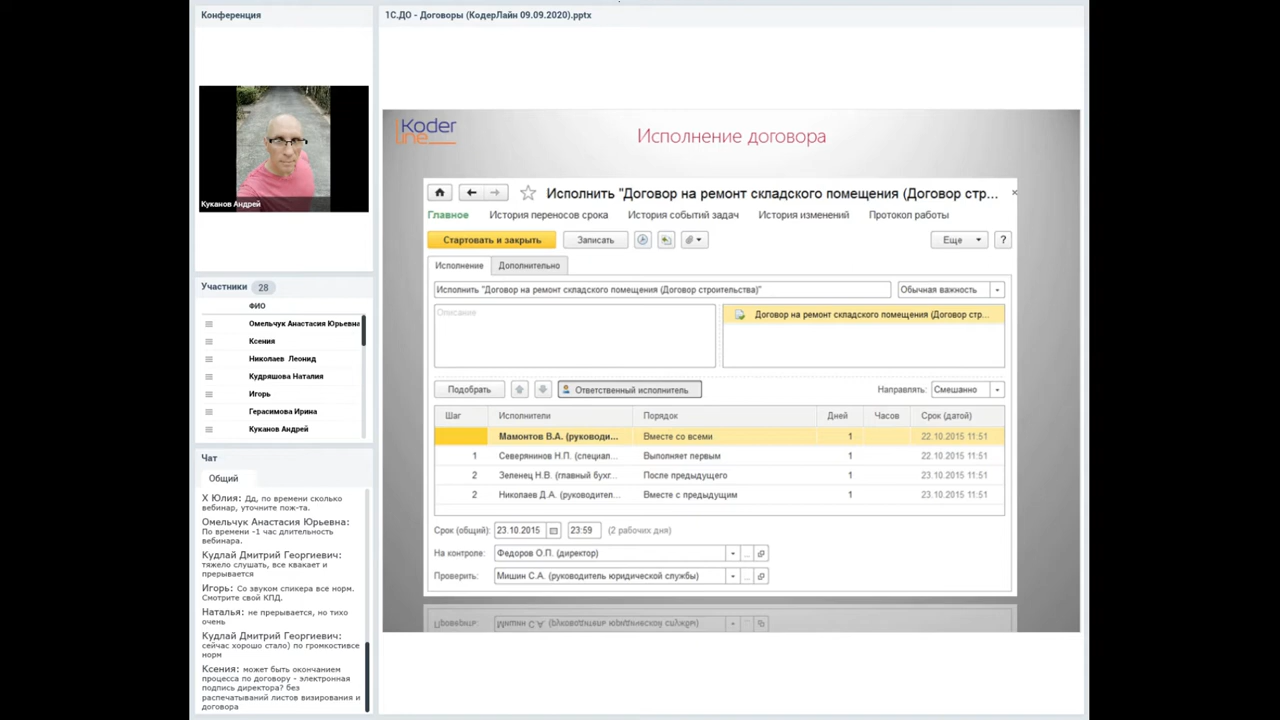 Конференция
1С.ДО - Договоры (КодерЛайн 09.09.2020).pptx
Куканов Андрей
Участники 28
ФИО
Омельчук Анастасия Юрьевна
Ксения
Николаев Леонид
Кудряшова Наталия
Игорь
Герасимова Ирина
Куканов Андрей
Чат
Общий
Х Юлия: Дд, по времени сколько
вебинар, уточните пож-та.
Омельчук Анастасия Юрьевна:
По времени -1 час длительность
вебинара.
Кудлай Дмитрий Георгиевич:
тяжело слушать, все квакает и
прерывается
Игорь: Со звуком спикера все норм.
Смотрите свой КПД.
Наталья: не прерывается, но тихо
очень
Кудлай Дмитрий Георгиевич:
сейчас хорошо стало) по громкостивсе
норм
Ксения: может быть окончанием
процесса по договору - электронная
подпись директора? без
распечатываний листов визирования и
договора
Koder
line
Исполнение договора
Исполнить "Договор на ремонт складского помещения (Договор стр...
Главное История переносов срока История событий задач История изменений Протокол работы
Стартовать и закрыть Записать Еще ?
Исполнение Дополнительно
Исполнить "Договор на ремонт складского помещения (Договор строительства)" Обычная важность
Описание Договор на ремонт складского помещения (Договор стр...
Подобрать Ответственный исполнитель Направлять: Смешанно
Шаг Исполнители Порядок Дней Часов Срок (датой)
Мамонтов В.А. (руководи... Вместе со всеми 1 22.10.2015 11:51
1 Северянинов Н.П. (специал... Выполняет первым 1 22.10.2015 11:51
2 Зеленец Н.В. (главный бухг... После предыдущего 1 23.10.2015 11:51
2 Николаев Д.А. (руководител... Вместе с предыдущим 1 23.10.2015 11:51
Срок (общий): 23.10.2015 23:59 (2 рабочих дня)
На контроле: Федоров О.П. (директор)
Проверить: Мишин С.А. (руководитель юридической службы)